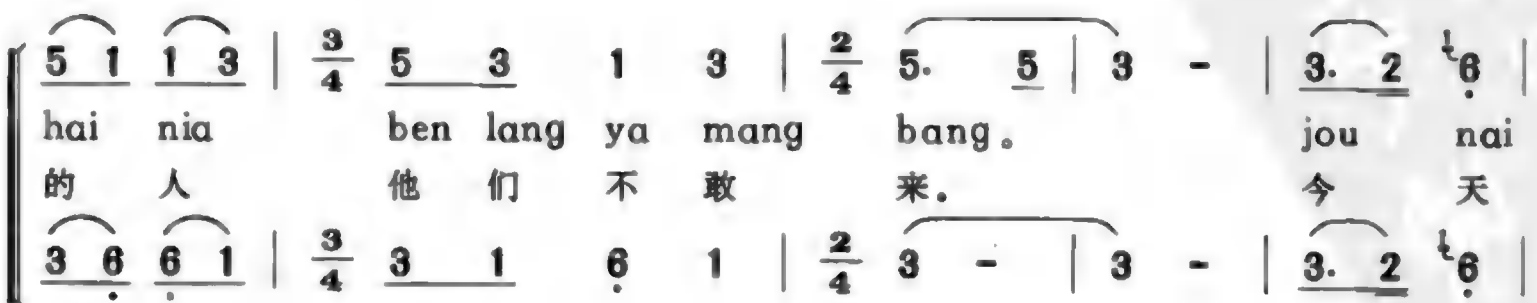 5 1 1 3 | 3/4 5 3 1 3 | 2/4 5. 5 | 3 - | 3. 2 6 |
hai nia ben lang ya mang bang。 jou nai
的 人 他 们 不 敢 来。 今 天
3 6 6 1 | 3/4 3 1 6 1 | 2/4 3 - | 3 - | 3. 2 6 |